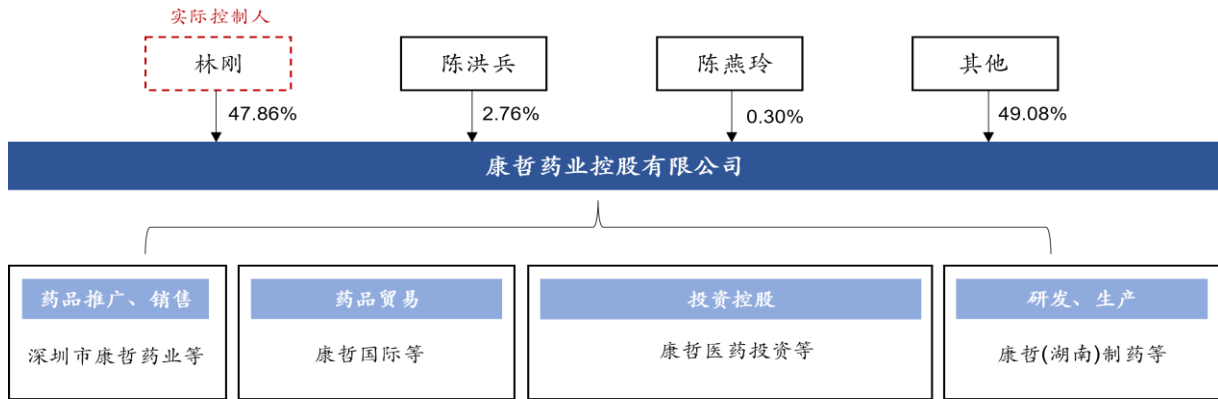 实际控制人
林刚
陈洪兵
陈燕玲
其他
47.86%
2.76%
0.30%
49.08%
康哲药业控股有限公司
药品推广、销售
药品贸易
投资控股
研发、生产
深圳市康哲药业等
康哲国际等
康哲医药投资等
康哲(湖南)制药等